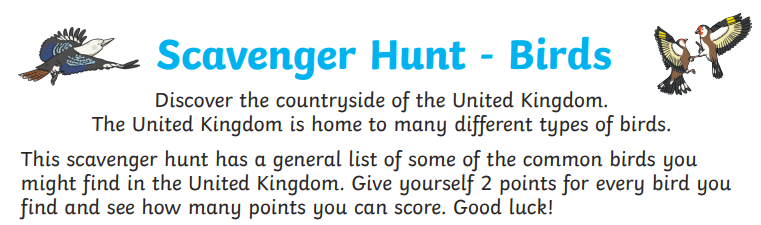 Scavenger Hunt - Birds
Discover the countryside of the United Kingdom.
The United Kingdom is home to many different types of birds.
This scavenger hunt has a general list of some of the common birds you
might find in the United Kingdom. Give yourself 2 points for every bird you
find and see how many points you can score. Good luck!